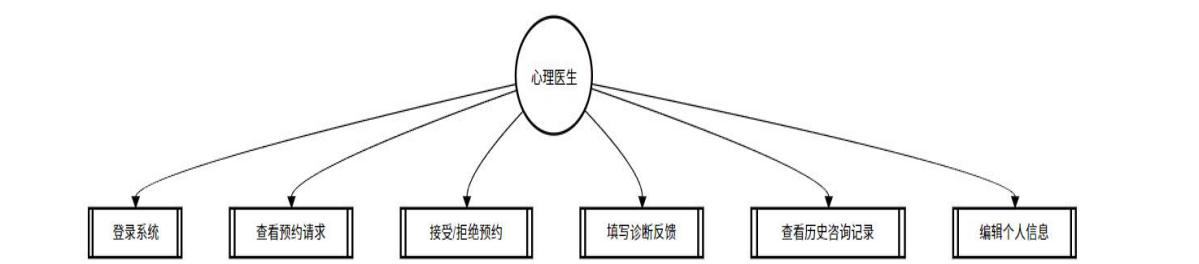 心理医生
登录系统
查看预约请求
接受/拒绝预约
填写诊断反馈
查看历史咨询记录
编辑个人信息